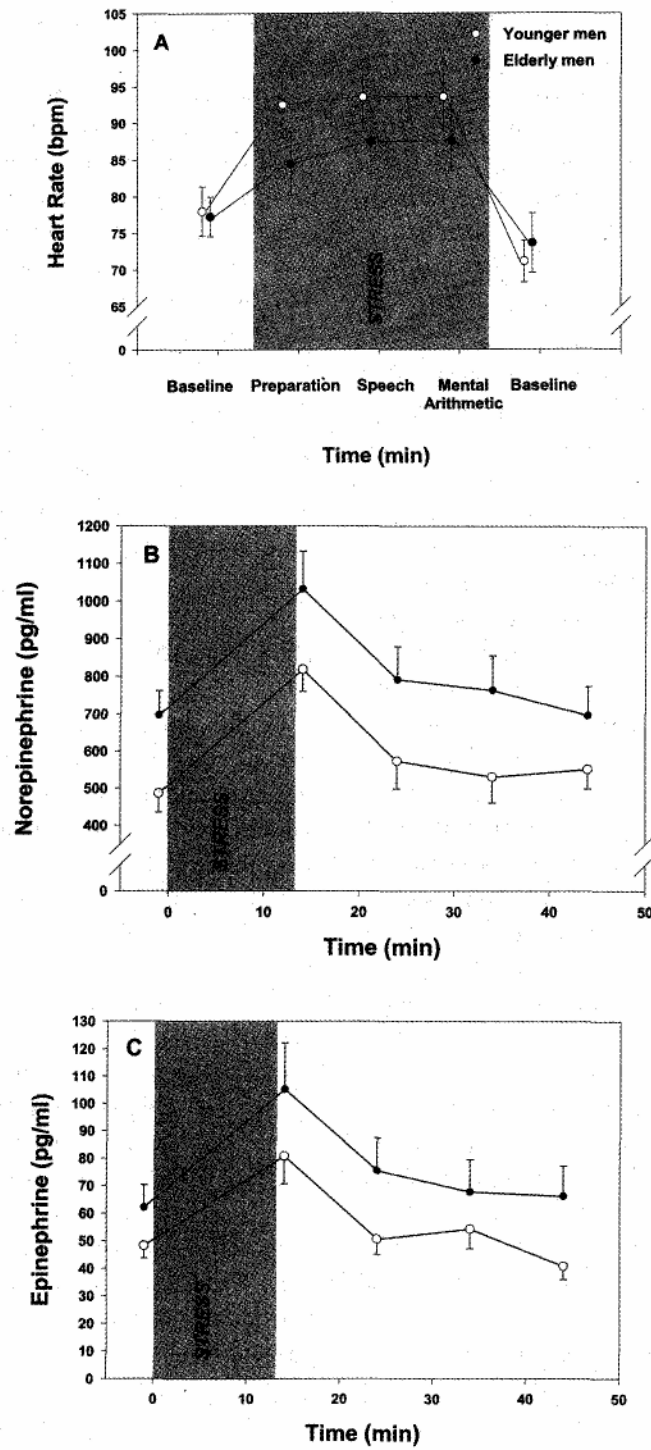 A
Younger men
Elderly men
Heart Rate (bpm)
105
100
95
90
85
80
75
70
65
0
STRESS
Baseline Preparation Speech Mental Arithmetic Baseline
Time (min)
B
Norepinephrine (pg/ml)
1200
1100
1000
900
800
700
600
500
400
0
STRESS
0 10 20 30 40 50
Time (min)
C
Epinephrine (pg/ml)
130
120
110
100
90
80
70
60
50
40
30
20
10
0
STRESS
0 10 20 30 40 50
Time (min)